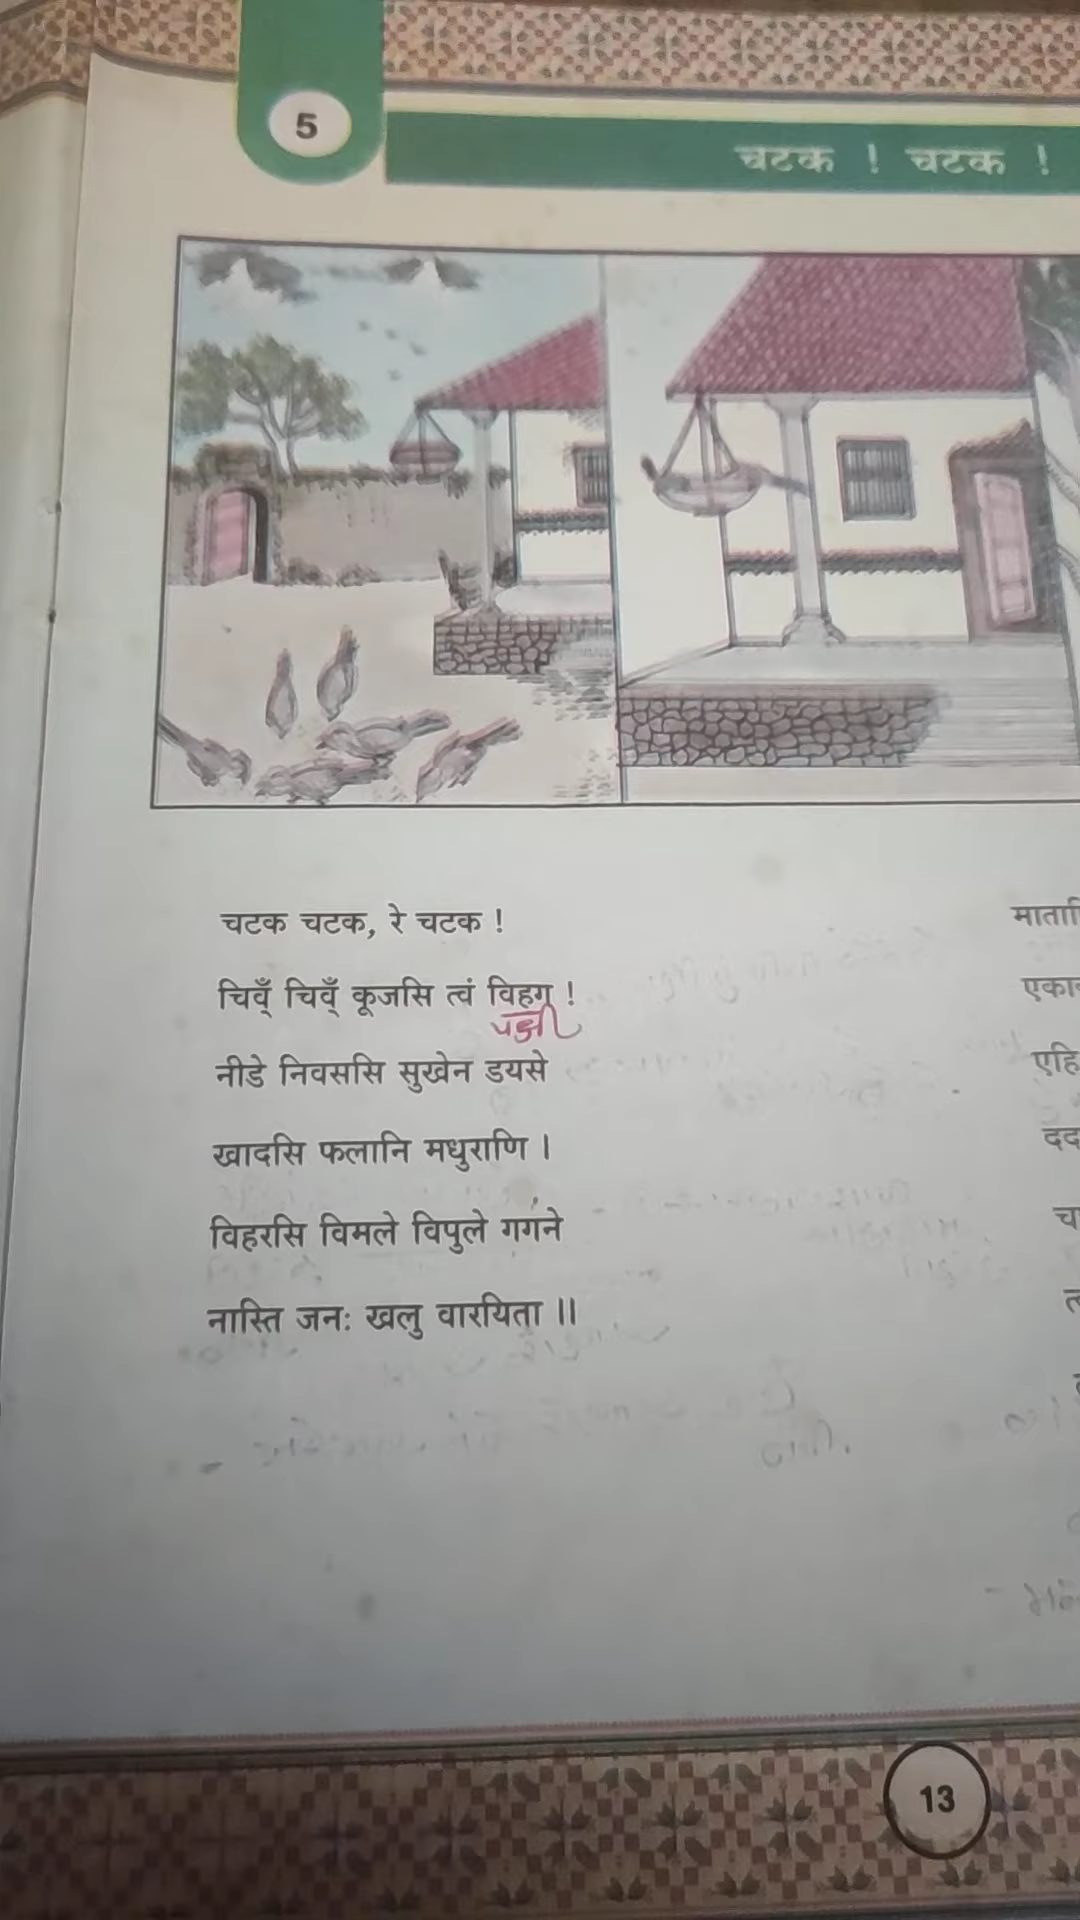 5
चटक ! चटक !
चटक चटक, रे चटक !
चिव्ँ चिव्ँ कूजसि त्वं विहग !
पक्षी
नीडे निवससि सुखेन डयसे
खादसि फलानि मधुराणि ।
विहरसि विमले विपुले गगने
नास्ति जनः खलु वारयिता ॥
एहि
13